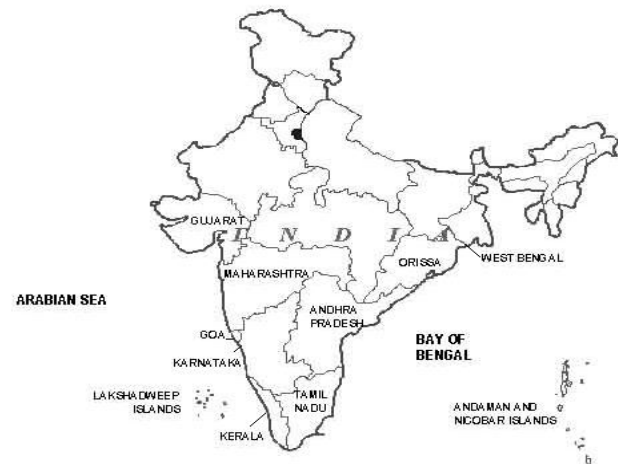 GUJARAT
I N D I A
WEST BENGAL
ORISSA
MAHARASHTRA
ARABIAN SEA
ANDHRA
PRADESH
GOA
BAY OF
BENGAL
KARNATAKA
LAKSHADWEEP
ISLANDS
TAMIL
NADU
ANDAMAN AND
NICOBAR ISLANDS
KERALA